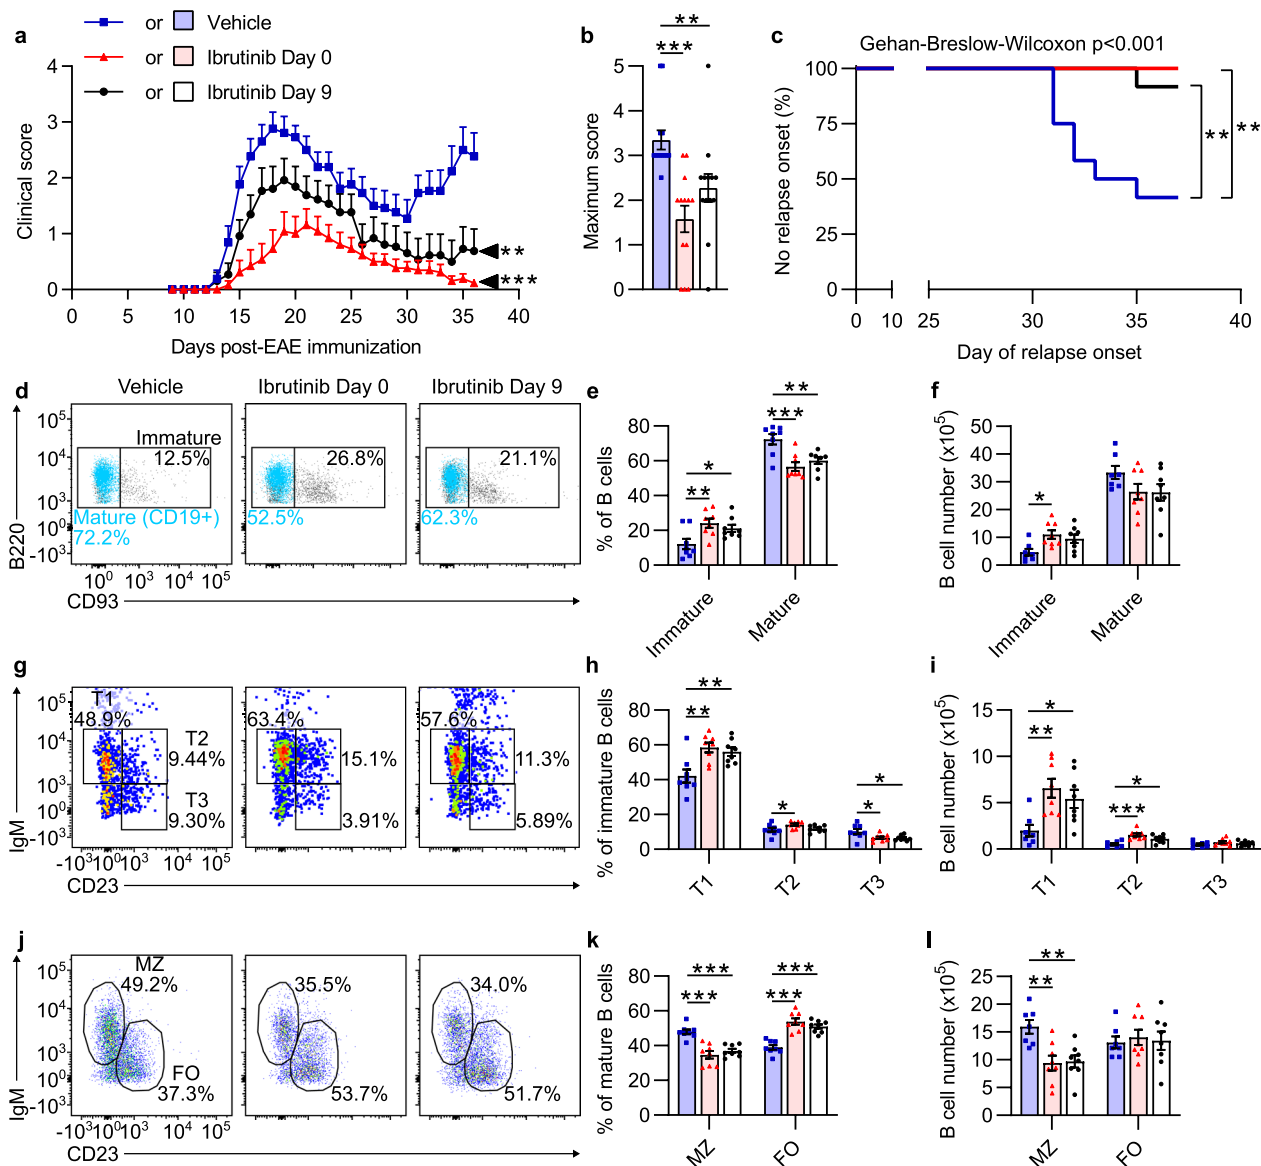 or Vehicle
or Ibrutinib Day 0
or Ibrutinib Day 9
a
Clinical score
4
3
2
1
0
**
***
0 5 10 15 20 25 30 35 40
Days post-EAE immunization
b
Maximum score
5
4
3
2
1
0
**
***
c
Gehan-Breslow-Wilcoxon p<0.001
No relapse onset (%)
100
75
50
25
0
**
**
0 10 25 30 35 40
Day of relapse onset
d
Vehicle Ibrutinib Day 0 Ibrutinib Day 9
B220
10⁵
10⁴
10³
10⁰
-10³
Immature
12.5%
26.8%
21.1%
Mature (CD19+)
72.2%
52.5%
62.3%
10⁰ 10³ 10⁴ 10⁵
CD93
e
% of B cells
80
60
40
20
0
*
**
**
***
Immature
Mature
f
B cell number (x10⁵)
50
40
30
20
10
0
*
Immature
Mature
g
IgM
10⁵
10⁴
10³
10⁰
-10³
T1
48.9%
T2
9.44%
T3
9.30%
63.4%
15.1%
3.91%
57.6%
11.3%
5.89%
-10³ 10⁰ 10³ 10⁴ 10⁵
CD23
h
% of immature B cells
80
60
40
20
0
**
**
*
*
*
T1 T2 T3
i
B cell number (x10⁵)
15
10
5
0
*
**
*
***
T1 T2 T3
j
IgM
10⁵
10⁴
10³
10⁰
-10³
MZ
49.2%
FO
37.3%
35.5%
53.7%
34.0%
51.7%
-10³ 10⁰ 10³ 10⁴ 10⁵
CD23
k
% of mature B cells
80
60
40
20
0
***
***
***
***
MZ FO
l
B cell number (x10⁵)
25
20
15
10
5
0
**
**
MZ FO